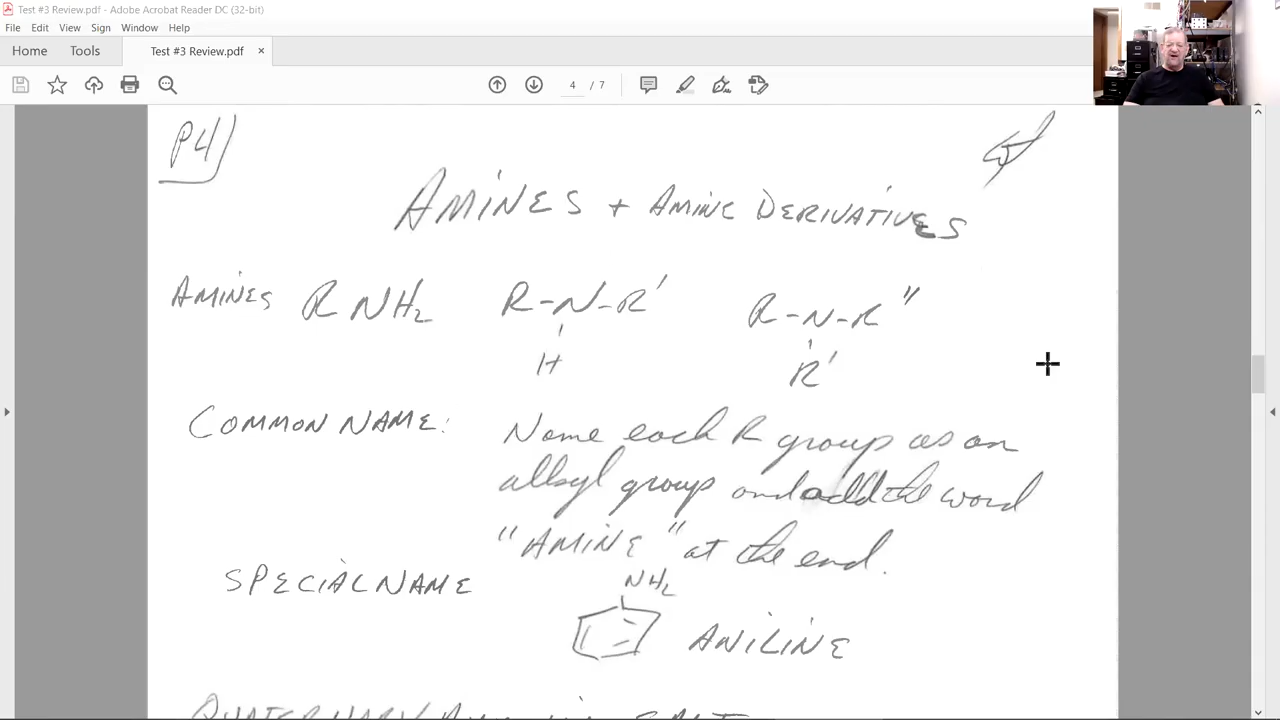 Test #3 Review.pdf - Adobe Acrobat Reader DC (32-bit)
File Edit View Sign Window Help
Home Tools Test #3 Review.pdf ×
4 / 7
P4
AMINES + AMINE DERIVATIVES
AMINES RNH2 R-N-R' R-N-R"
H R'
COMMON NAME: Name each R group as an
alkyl group and add the word
"AMINE" at the end.
SPECIAL NAME NH2
ANILINE